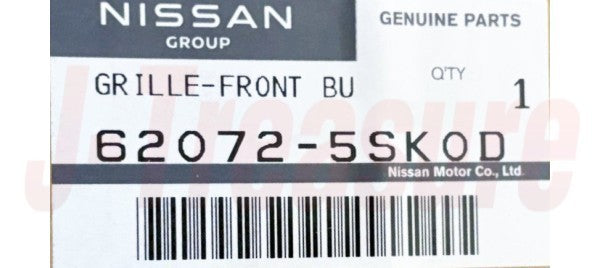 NISSAN
GROUP
GENUINE PARTS
GRILLE-FRONT BU
Q'TY
1
62072-5SK0D
Nissan Motor Co., Ltd.
J-Treasure